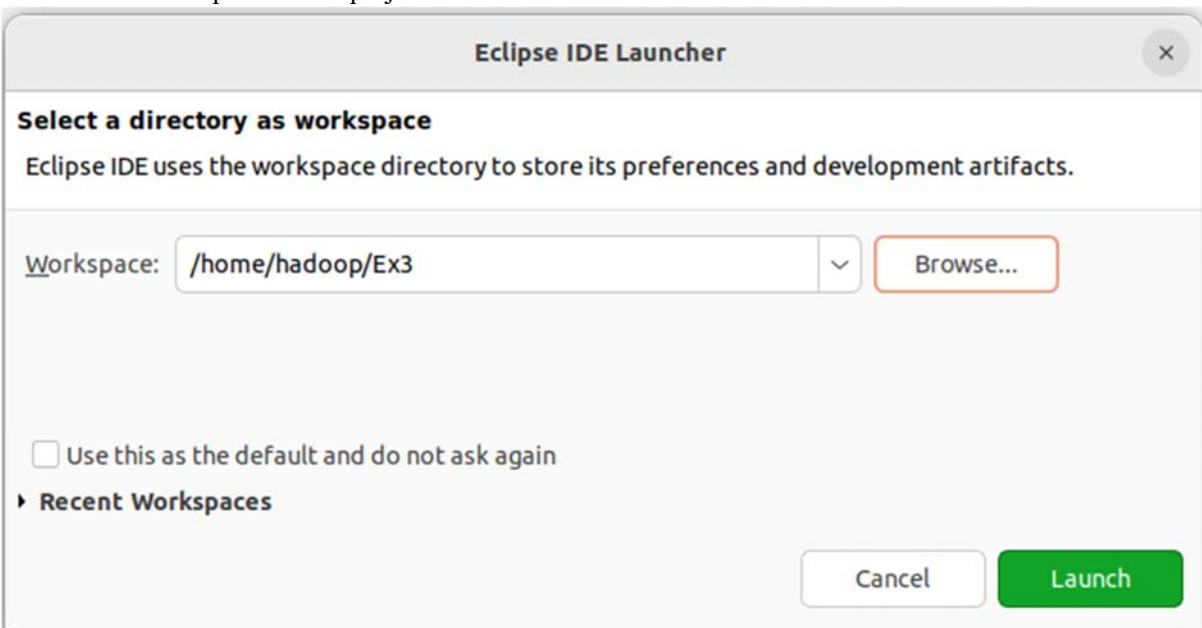 Eclipse IDE Launcher
Select a directory as workspace
Eclipse IDE uses the workspace directory to store its preferences and development artifacts.
Workspace: /home/hadoop/Ex3 Browse...
Use this as the default and do not ask again
Recent Workspaces
Cancel Launch